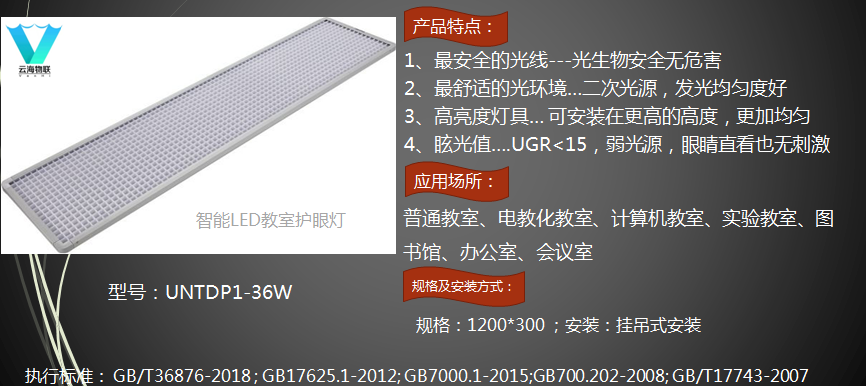 云海物联
智能LED教室护眼灯
型号：UNTDP1-36W
产品特点：
1、最安全的光线---光生物安全无危害
2、最舒适的光环境…二次光源，发光均匀度好
3、高亮度灯具… 可安装在更高的高度，更加均匀
4、眩光值….UGR<15，弱光源，眼睛直看也无刺激
应用场所：
普通教室、电教化教室、计算机教室、实验教室、图
书馆、办公室、会议室
规格及安装方式：
规格：1200*300 ；安装：挂吊式安装
执行标准： GB/T36876-2018 ; GB17625.1-2012; GB7000.1-2015;GB700.202-2008; GB/T17743-2007